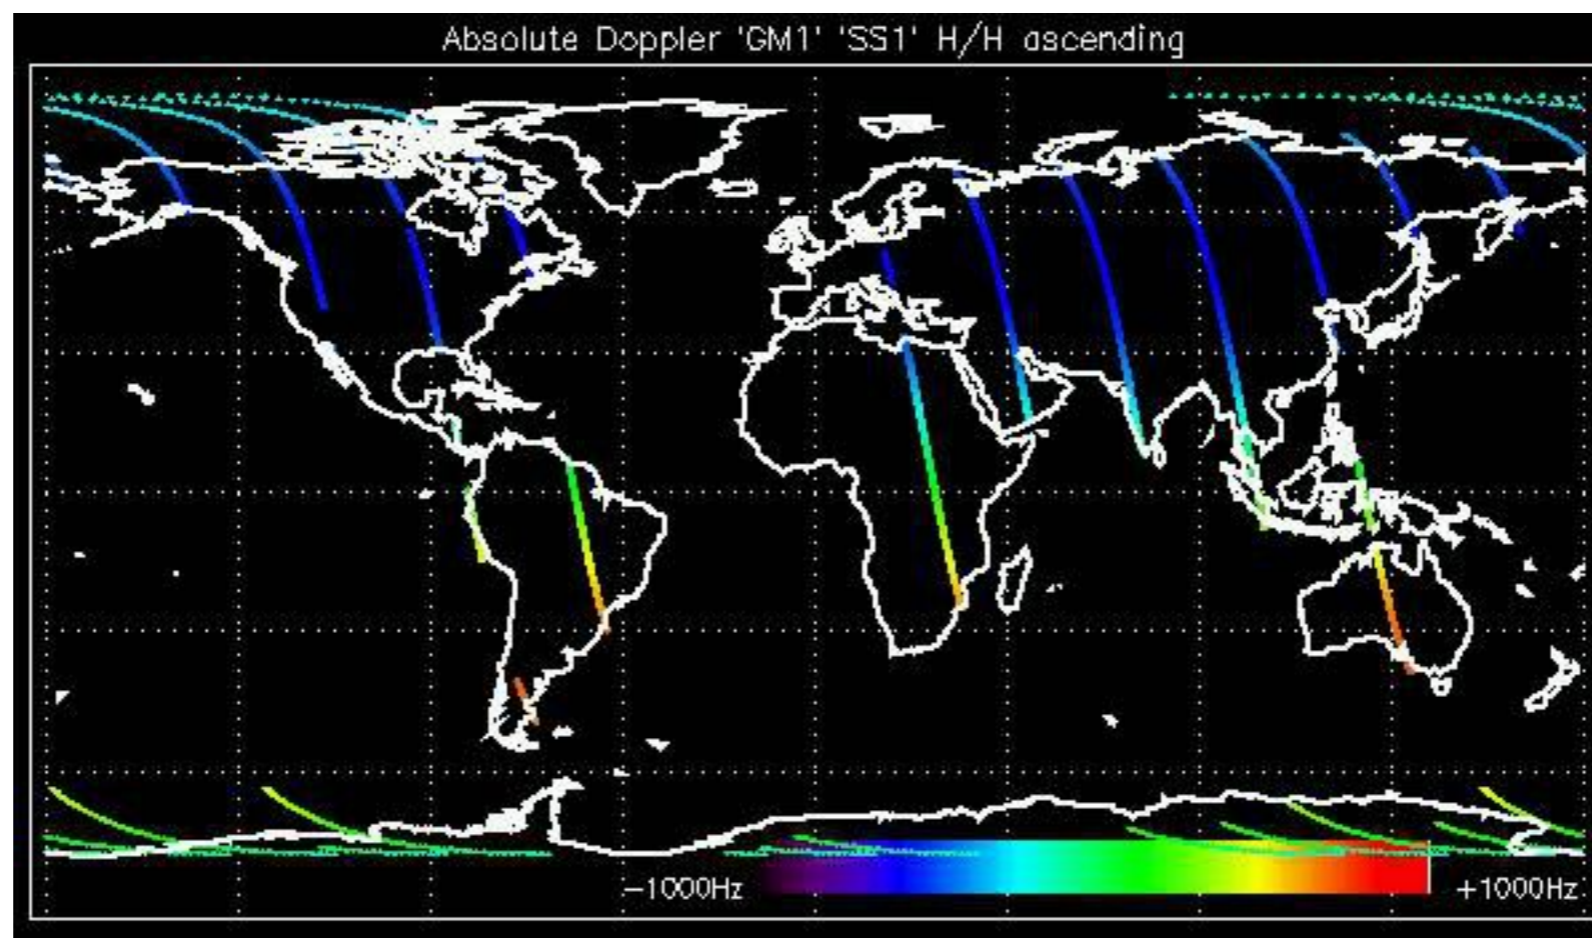 Absolute Doppler 'GM1' 'SS1' H/H ascending
-1000Hz
+1000Hz